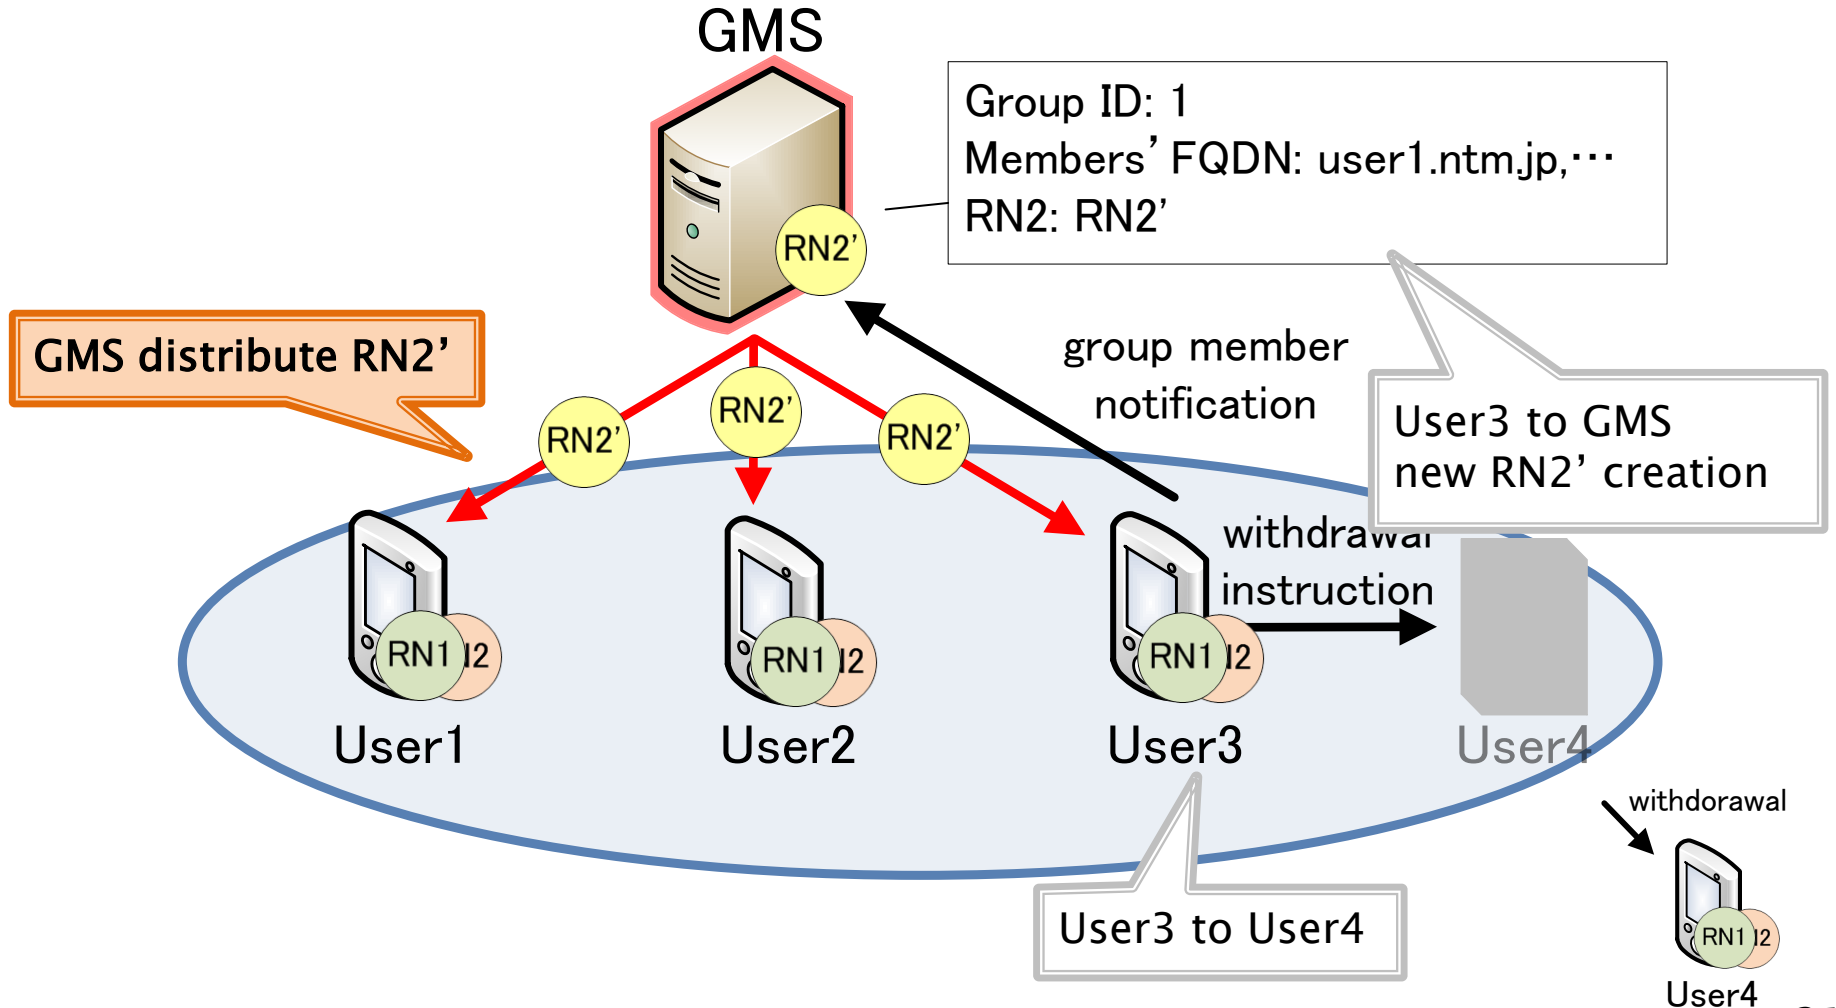 GMS
Group ID: 1
Members’ FQDN: user1.ntm.jp,…
RN2: RN2’
RN2’
GMS distribute RN2’
group member
notification
User3 to GMS
new RN2’ creation
RN2’
RN2’
RN2’
withdrawal
instruction
RN1
RN1
RN1
User1
User2
User3
User4
withdorawal
User3 to User4
RN1
User4